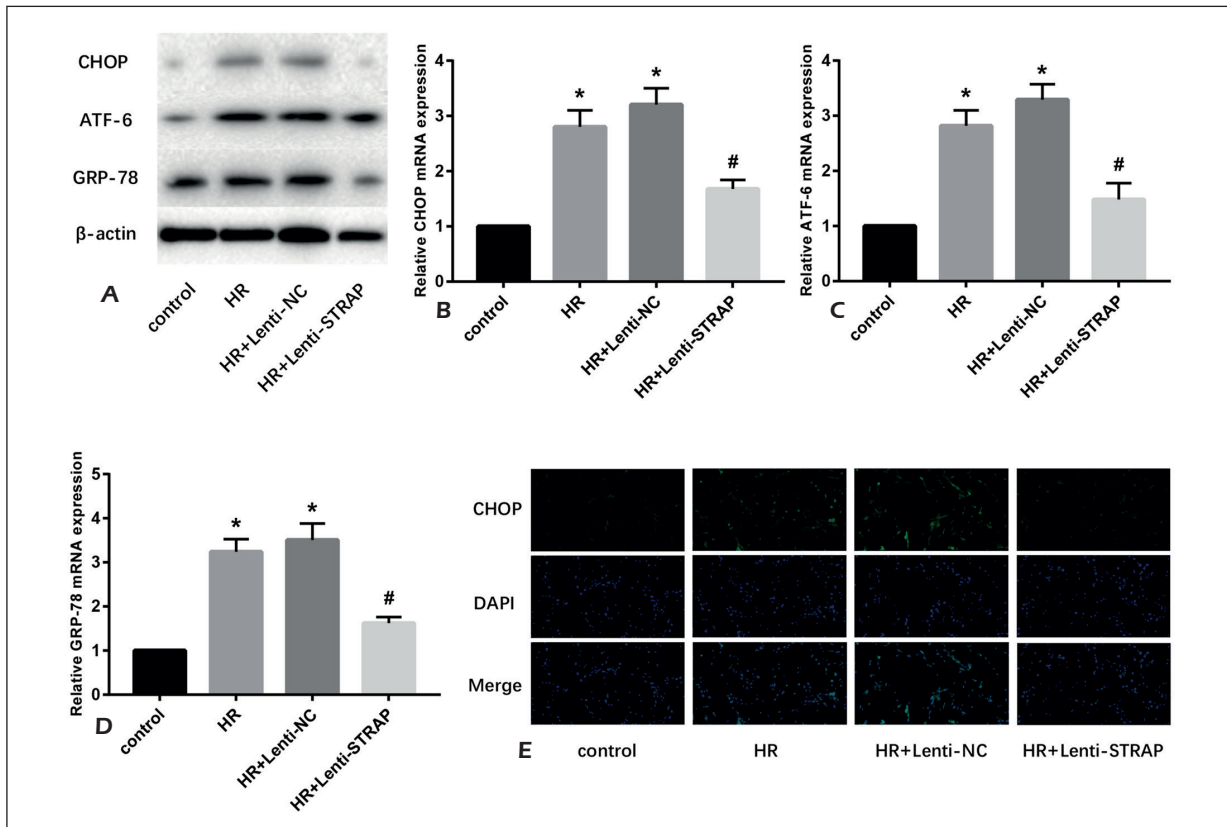 CHOP
ATF-6
GRP-78
β-actin
A
control
HR
HR+Lenti-NC
HR+Lenti-STRAP
Relative CHOP mRNA expression
4
3
2
1
0
*
*
#
B
control
HR
HR+Lenti-NC
HR+Lenti-STRAP
Relative ATF-6 mRNA expression
4
3
2
1
0
*
*
#
C
control
HR
HR+Lenti-NC
HR+Lenti-STRAP
Relative GRP-78 mRNA expression
5
4
3
2
1
0
*
*
#
D
control
HR
HR+Lenti-NC
HR+Lenti-STRAP
CHOP
DAPI
Merge
E
control
HR
HR+Lenti-NC
HR+Lenti-STRAP